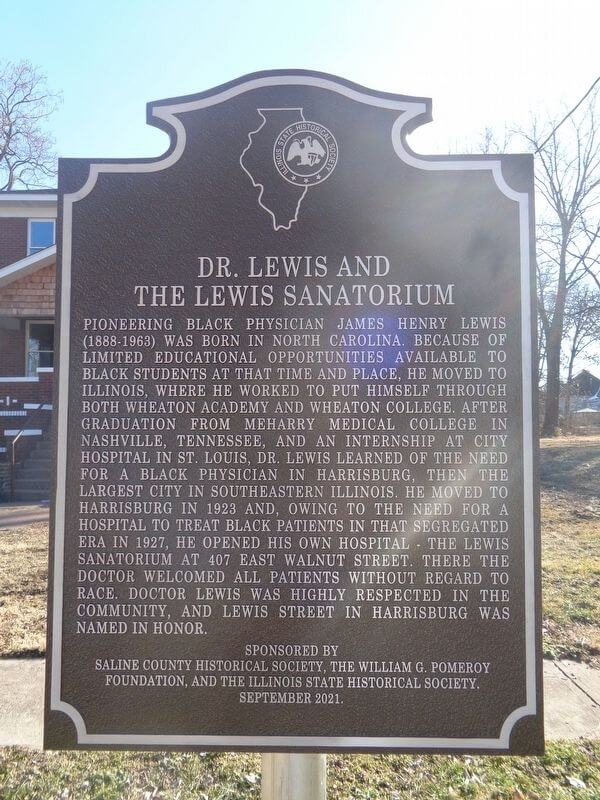 ILLINOIS STATE HISTORICAL SOCIETY
DR. LEWIS AND
THE LEWIS SANATORIUM
PIONEERING BLACK PHYSICIAN JAMES HENRY LEWIS
(1888-1963) WAS BORN IN NORTH CAROLINA. BECAUSE OF
LIMITED EDUCATIONAL OPPORTUNITIES AVAILABLE TO
BLACK STUDENTS AT THAT TIME AND PLACE, HE MOVED TO
ILLINOIS, WHERE HE WORKED TO PUT HIMSELF THROUGH
BOTH WHEATON ACADEMY AND WHEATON COLLEGE. AFTER
GRADUATION FROM MEHARRY MEDICAL COLLEGE IN
NASHVILLE, TENNESSEE, AND AN INTERNSHIP AT CITY
HOSPITAL IN ST. LOUIS, DR. LEWIS LEARNED OF THE NEED
FOR A BLACK PHYSICIAN IN HARRISBURG, THEN THE
LARGEST CITY IN SOUTHEASTERN ILLINOIS. HE MOVED TO
HARRISBURG IN 1923 AND, OWING TO THE NEED FOR A
HOSPITAL TO TREAT BLACK PATIENTS IN THAT SEGREGATED
ERA IN 1927, HE OPENED HIS OWN HOSPITAL - THE LEWIS
SANATORIUM AT 407 EAST WALNUT STREET. THERE THE
DOCTOR WELCOMED ALL PATIENTS WITHOUT REGARD TO
RACE. DOCTOR LEWIS WAS HIGHLY RESPECTED IN THE
COMMUNITY, AND LEWIS STREET IN HARRISBURG WAS
NAMED IN HONOR.
SPONSORED BY
SALINE COUNTY HISTORICAL SOCIETY, THE WILLIAM G. POMEROY
FOUNDATION, AND THE ILLINOIS STATE HISTORICAL SOCIETY.
SEPTEMBER 2021.